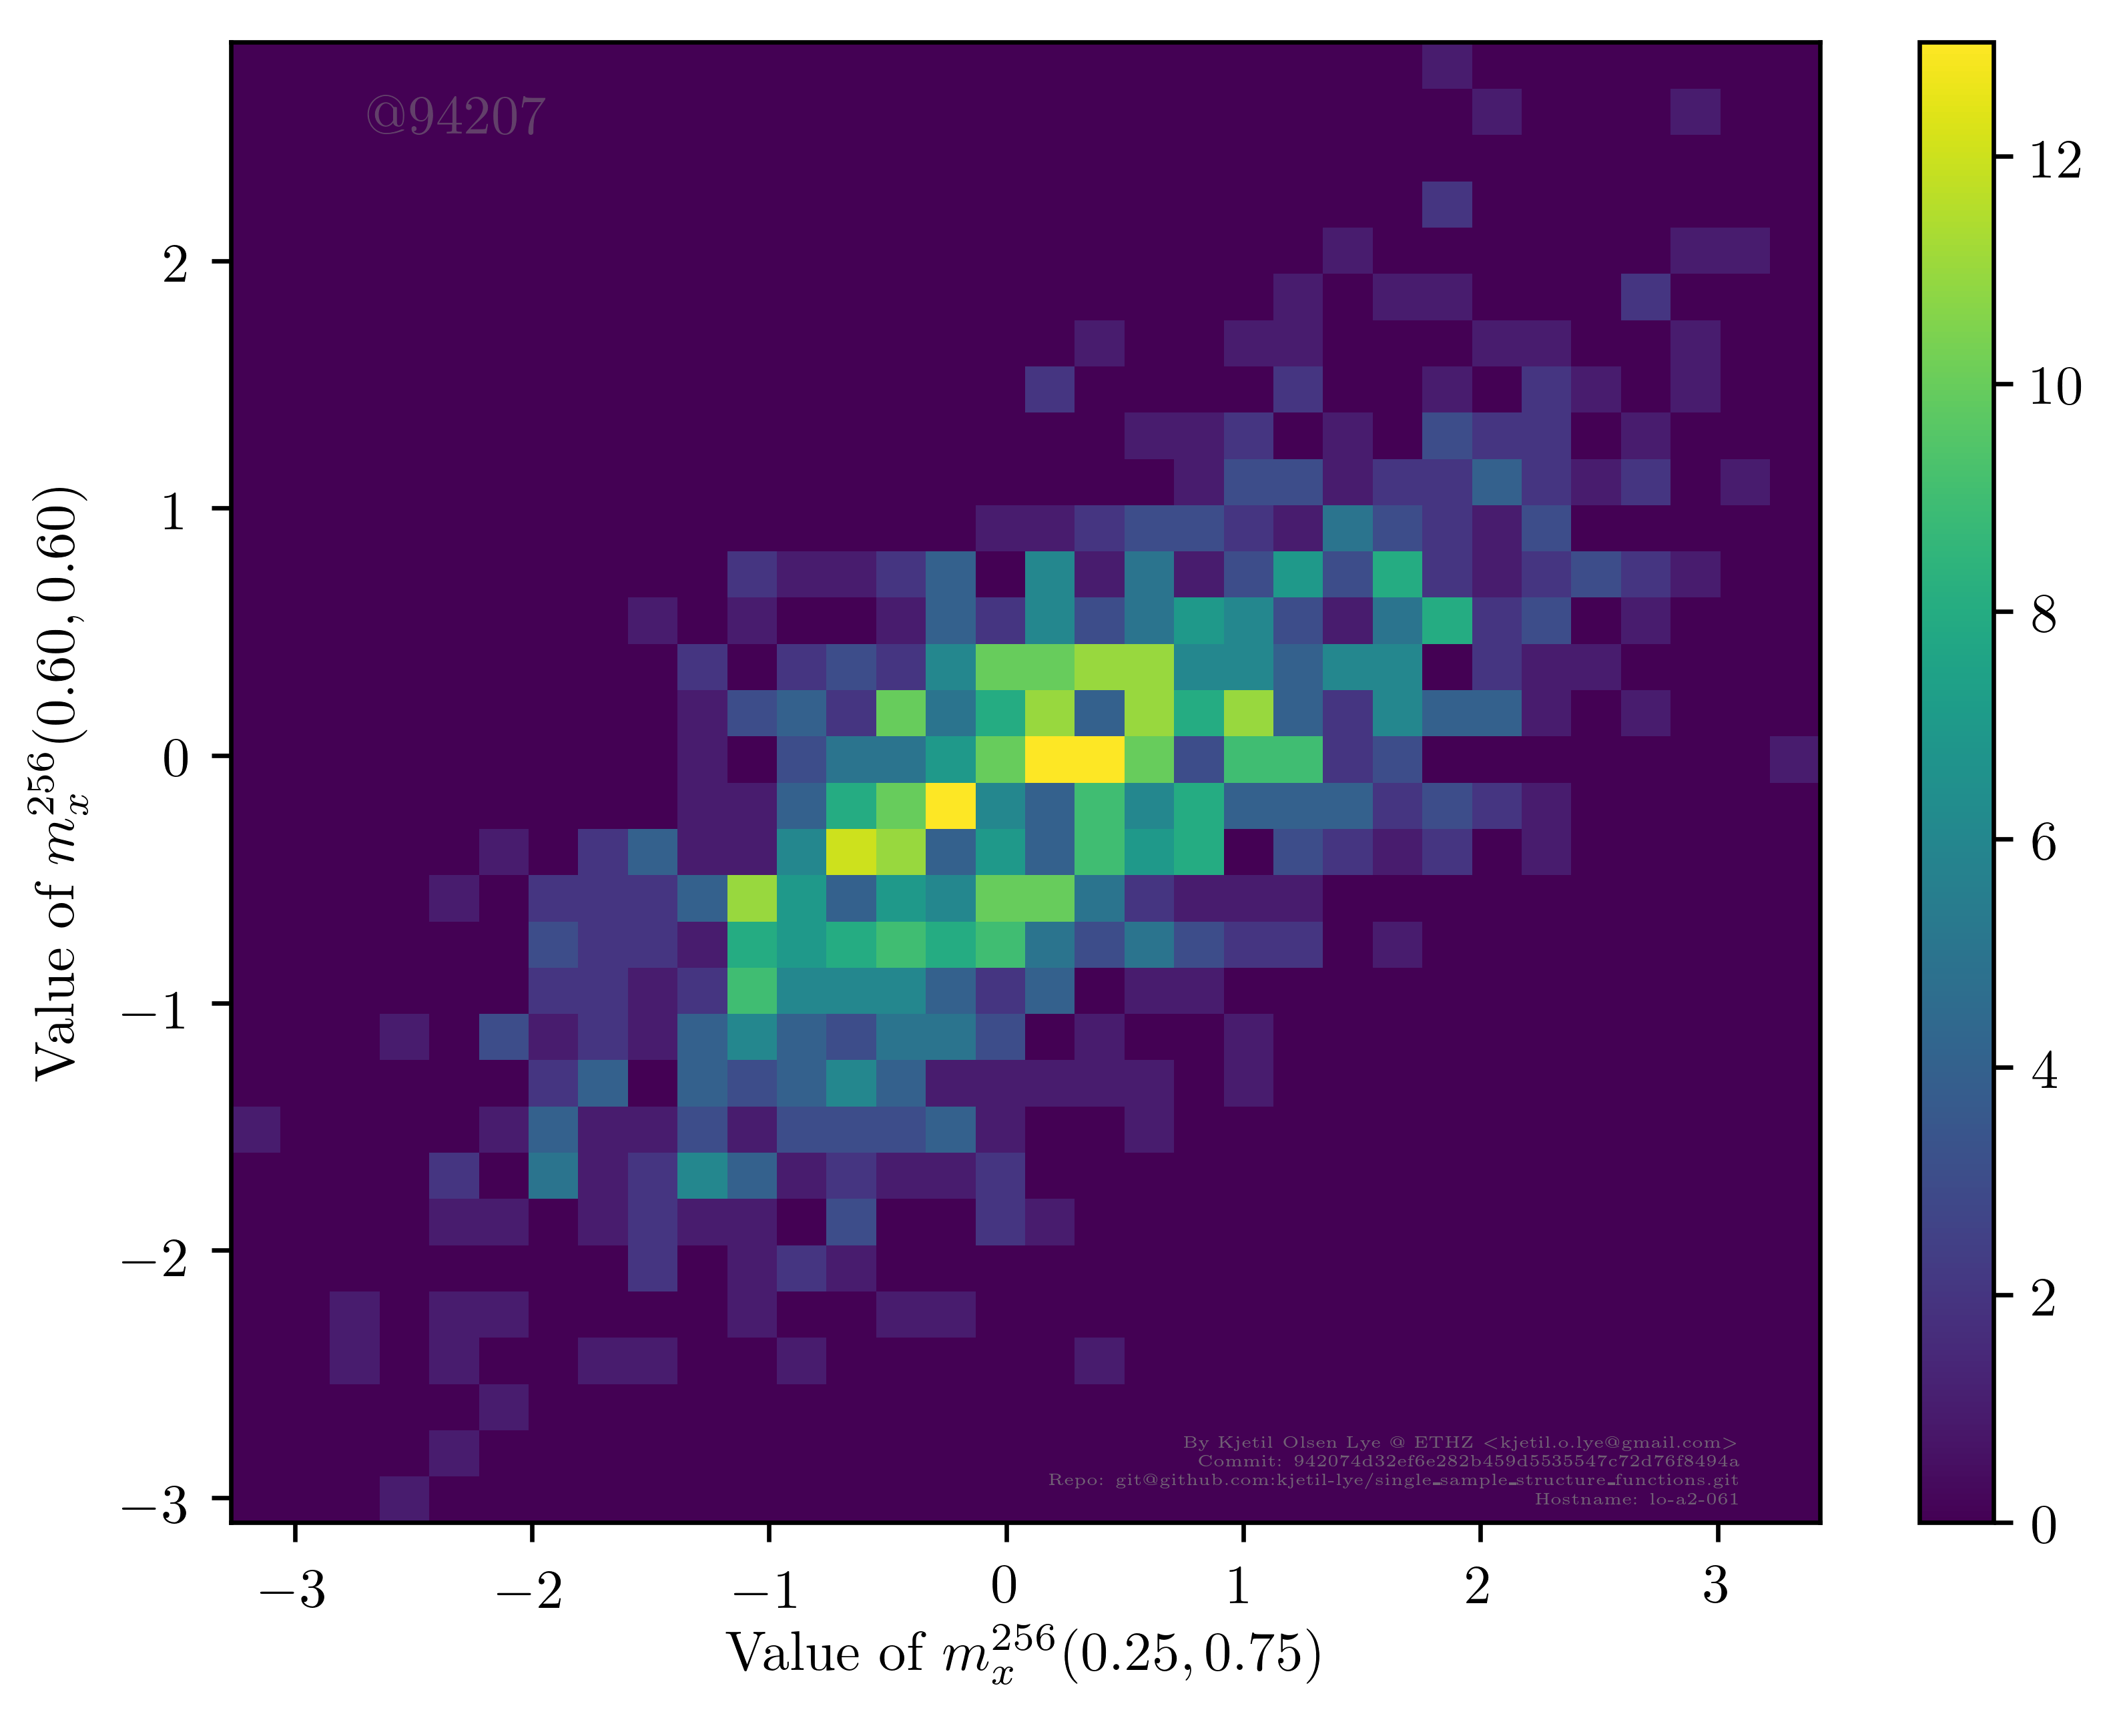 @94207
12
10
8
6
4
2
0
2
1
0
−1
−2
−3
Value of m_x^256(0.60, 0.60)
By Kjetil Olsen Lye @ ETHZ <kjetil.o.lye@gmail.com>
Commit: 942074d32ef6e282b459d5535547c72d76f8494a
Repo: git@github.com:kjetil-lye/single_sample_structure_functions.git
Hostname: lo-a2-061
−3 −2 −1 0 1 2 3
Value of m_x^256(0.25, 0.75)